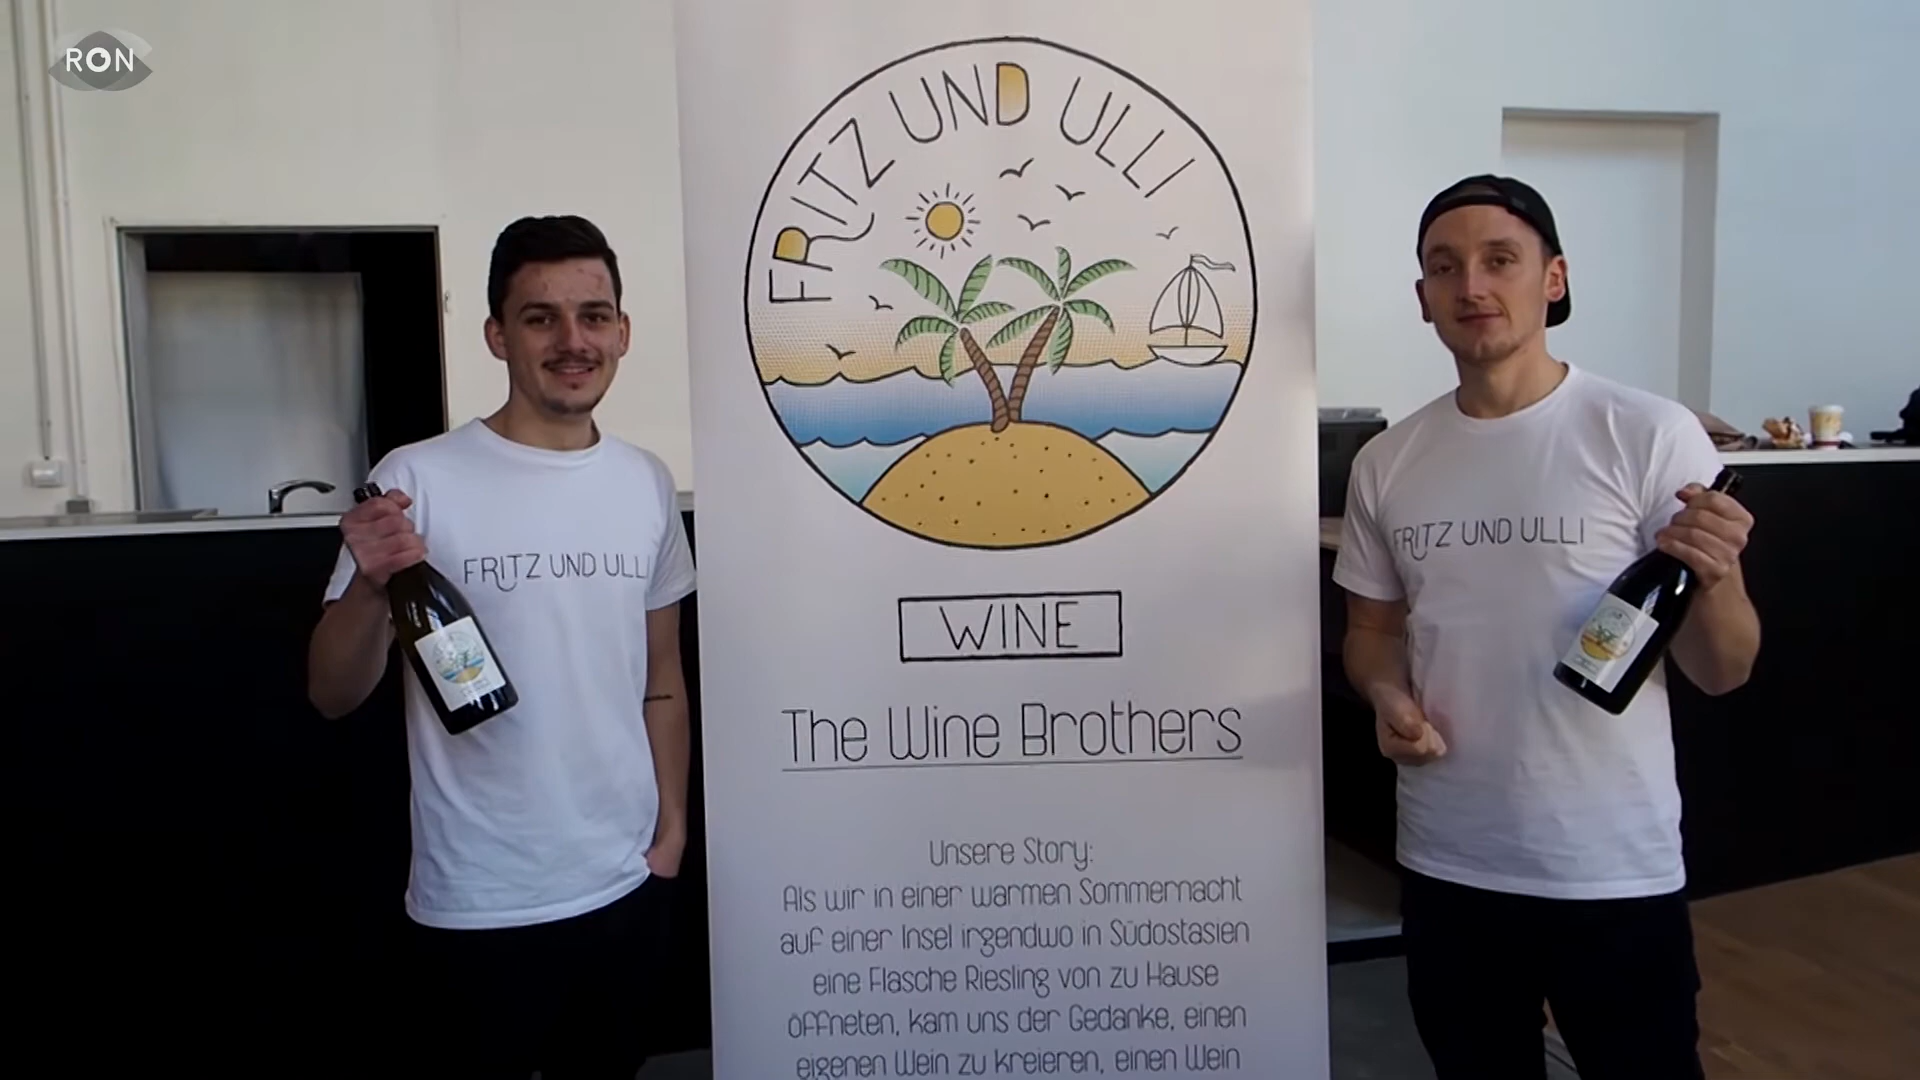 RON
FRITZ UND ULLI
WINE
The Wine Brothers
Unsere Story:
Als wir in einer warmen Sommernacht
auf einer Insel irgendwo in Südostasien
eine Flasche Riesling von zu Hause
öffneten, kam uns der Gedanke, einen
eigenen Wein zu kreieren, einen Wein
FRITZ UND ULLI
FRITZ UND ULLI